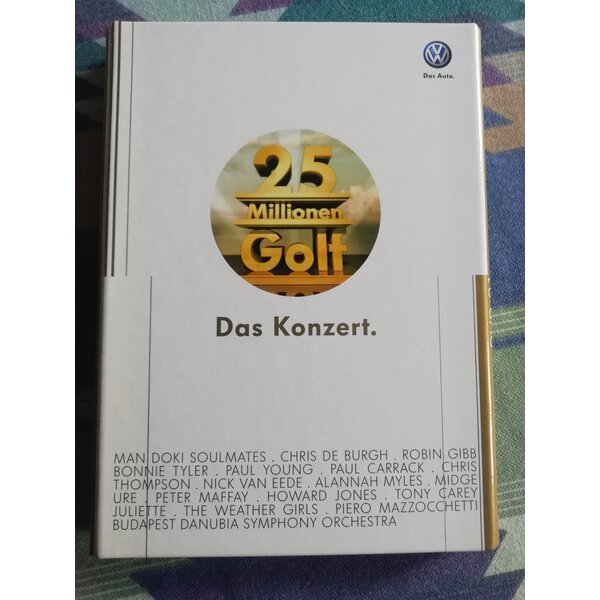 Das Auto.
25
Millionen
Golf
Das Konzert.
MAN DOKI SOULMATES . CHRIS DE BURGH . ROBIN GIBB
BONNIE TYLER . PAUL YOUNG . PAUL CARRACK . CHRIS
THOMPSON . NICK VAN EEDE . ALANNAH MYLES . MIDGE
URE . PETER MAFFAY . HOWARD JONES . TONY CAREY
JULIETTE . THE WEATHER GIRLS . PIERO MAZZOCCHETTI
BUDAPEST DANUBIA SYMPHONY ORCHESTRA